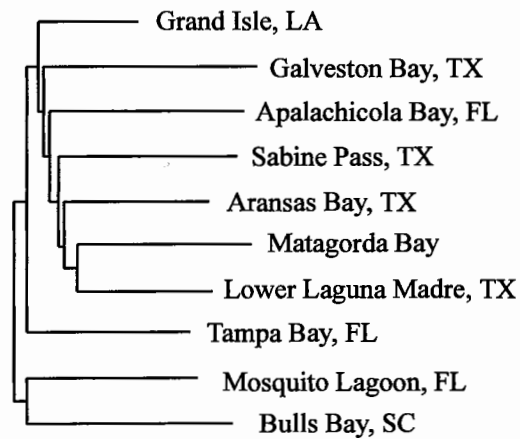 Grand Isle, LA
Galveston Bay, TX
Apalachicola Bay, FL
Sabine Pass, TX
Aransas Bay, TX
Matagorda Bay
Lower Laguna Madre, TX
Tampa Bay, FL
Mosquito Lagoon, FL
Bulls Bay, SC